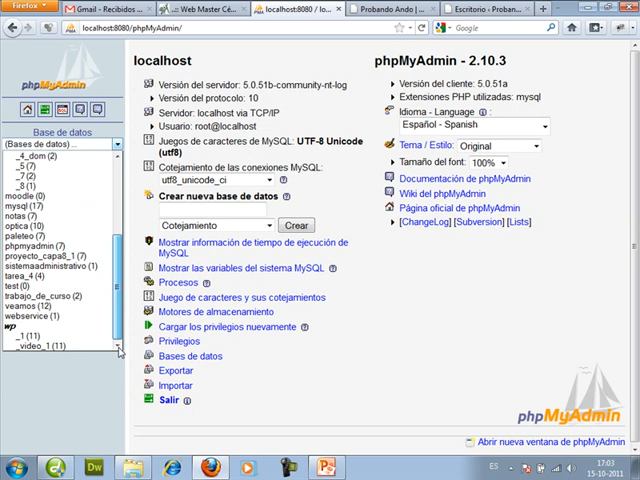 Firefox
Gmail - Recibidos ...
.:: Web Master Cé...
localhost:8080 / lo...
Probando Ando | ...
Escritorio ‹ Proban...
localhost:8080/phpMyAdmin/
Google
phpMyAdmin
Base de datos
(Bases de datos) ...
_4_dom (2)
_5 (7)
_7 (2)
_8 (1)
moodle (0)
mysql (17)
notas (7)
optica (10)
paleteo (7)
phpmyadmin (7)
proyecto_capa8_1 (7)
sistemaadministrativo (1)
tarea_4 (4)
test (0)
trabajo_de_curso (2)
veamos (12)
webservice (1)
wp
_1 (11)
_video_1 (11)
localhost
Versión del servidor: 5.0.51b-community-nt-log
Versión del protocolo: 10
Servidor: localhost via TCP/IP
Usuario: root@localhost
Juegos de caracteres de MySQL: UTF-8 Unicode
(utf8)
Cotejamiento de las conexiones MySQL:
utf8_unicode_ci
Crear nueva base de datos
Cotejamiento
Crear
Mostrar información de tiempo de ejecución de
MySQL
Mostrar las variables del sistema MySQL
Procesos
Juego de caracteres y sus cotejamientos
Motores de almacenamiento
Cargar los privilegios nuevamente
Privilegios
Bases de datos
Exportar
Importar
Salir
phpMyAdmin - 2.10.3
Versión del cliente: 5.0.51a
Extensiones PHP utilizadas: mysql
Idioma - Language
Español - Spanish
Tema / Estilo: Original
Tamaño del font: 100%
Documentación de phpMyAdmin
Wiki del phpMyAdmin
Página oficial de phpMyAdmin
[ChangeLog] [Subversion] [Lists]
phpMyAdmin
Abrir nueva ventana de phpMyAdmin
Dw
ES
17:03
15-10-2011